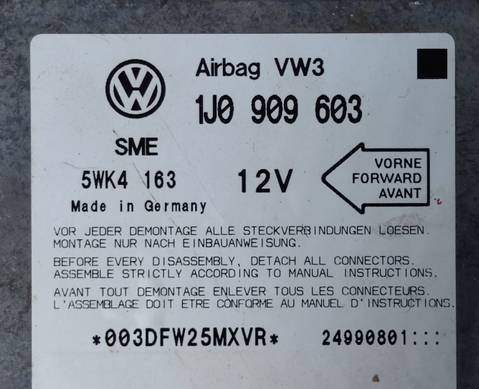 Airbag VW3
1J0 909 603
SME
5WK4 163
12V
VORNE
FORWARD
AVANT
Made in Germany
VOR JEDER DEMONTAGE ALLE STECKVERBINDUNGEN LOESEN.
MONTAGE NUR NACH EINBAUANWEISUNG.
BEFORE EVERY DISASSEMBLY, DETACH ALL CONNECTORS.
ASSEMBLE STRICTLY ACCORDING TO MANUAL INSTRUCTIONS.
AVANT TOUT DEMONTAGE ENLEVER TOUS LES CONNECTEURS.
L'ASSEMBLAGE DOIT ETRE CONFORME AU MANUEL D'INSTRUCTIONS.
*003DFW25MXVR* 24990801:::